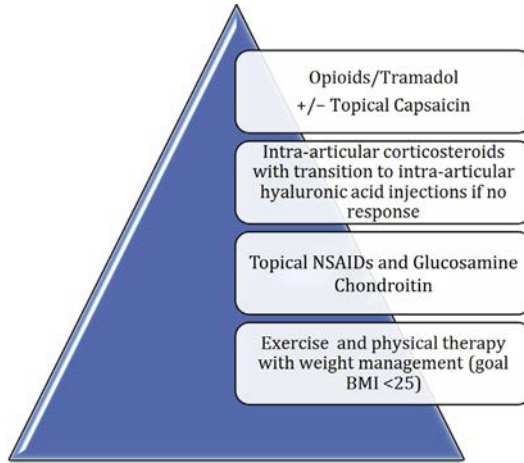 Opioids/Tramadol
+/− Topical Capsaicin
Intra-articular corticosteroids
with transition to intra-articular
hyaluronic acid injections if no
response
Topical NSAIDs and Glucosamine
Chondroitin
Exercise and physical therapy
with weight management (goal
BMI <25)